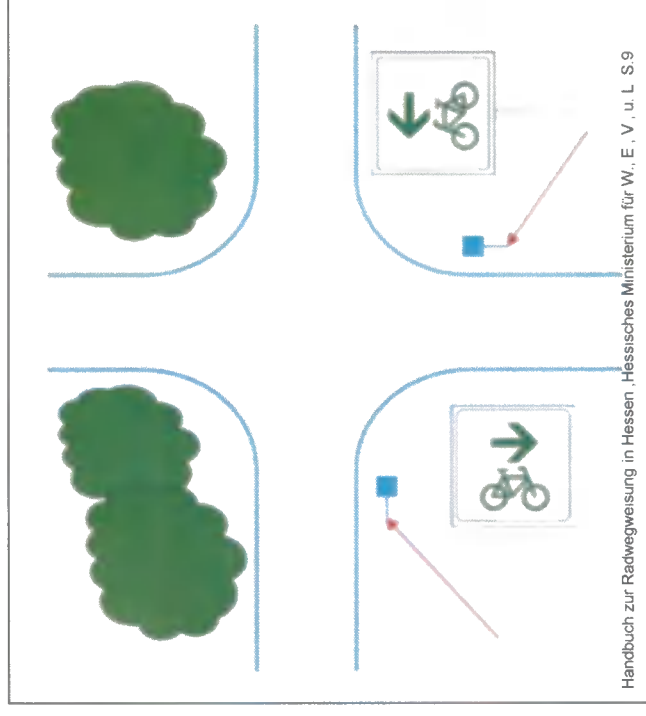 Handbuch zur Radwegweisung in Hessen ,Hessisches Ministerium für W., E , V , u. L S.9